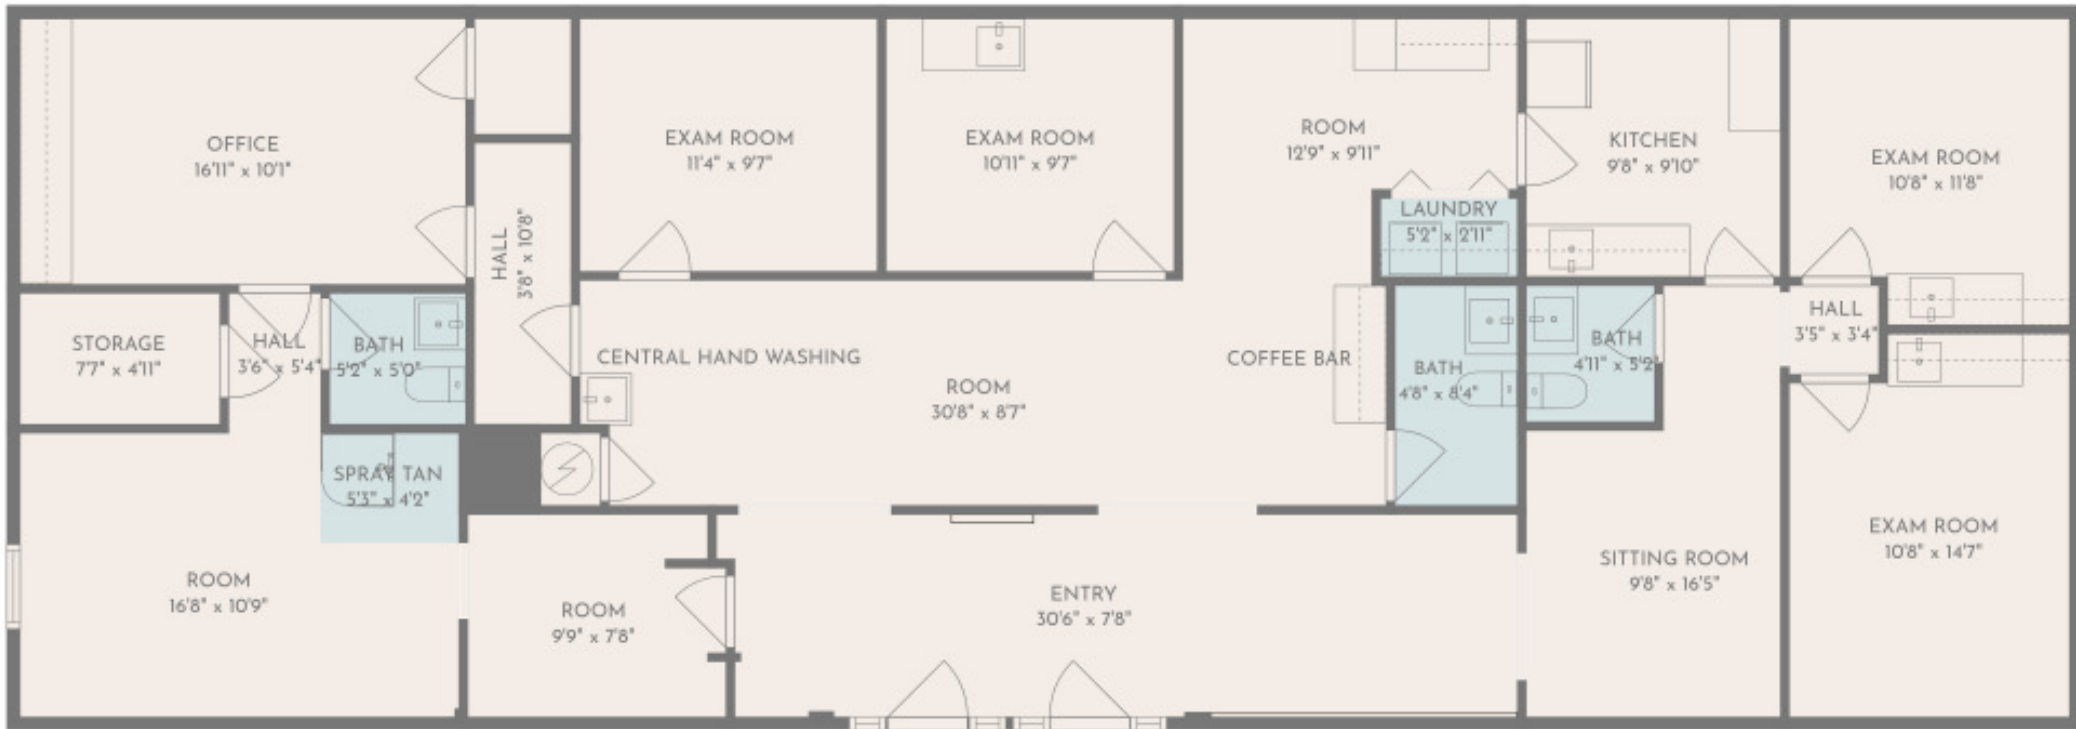 OFFICE
16'11" x 10'1"
EXAM ROOM
11'4" x 9'7"
EXAM ROOM
10'11" x 9'7"
ROOM
12'9" x 9'11"
KITCHEN
9'8" x 9'10"
EXAM ROOM
10'8" x 11'8"
LAUNDRY
5'2" x 2'11"
HALL
3'8" x 10'8"
STORAGE
7'7" x 4'11"
HALL
3'6" x 5'4"
BATH
5'2" x 5'0"
CENTRAL HAND WASHING
ROOM
30'8" x 8'7"
COFFEE BAR
BATH
4'8" x 8'4"
BATH
4'11" x 5'2"
HALL
3'5" x 3'4"
SPRAY TAN
5'3" x 4'2"
ROOM
16'8" x 10'9"
ROOM
9'9" x 7'8"
ENTRY
30'6" x 7'8"
SITTING ROOM
9'8" x 16'5"
EXAM ROOM
10'8" x 14'7"